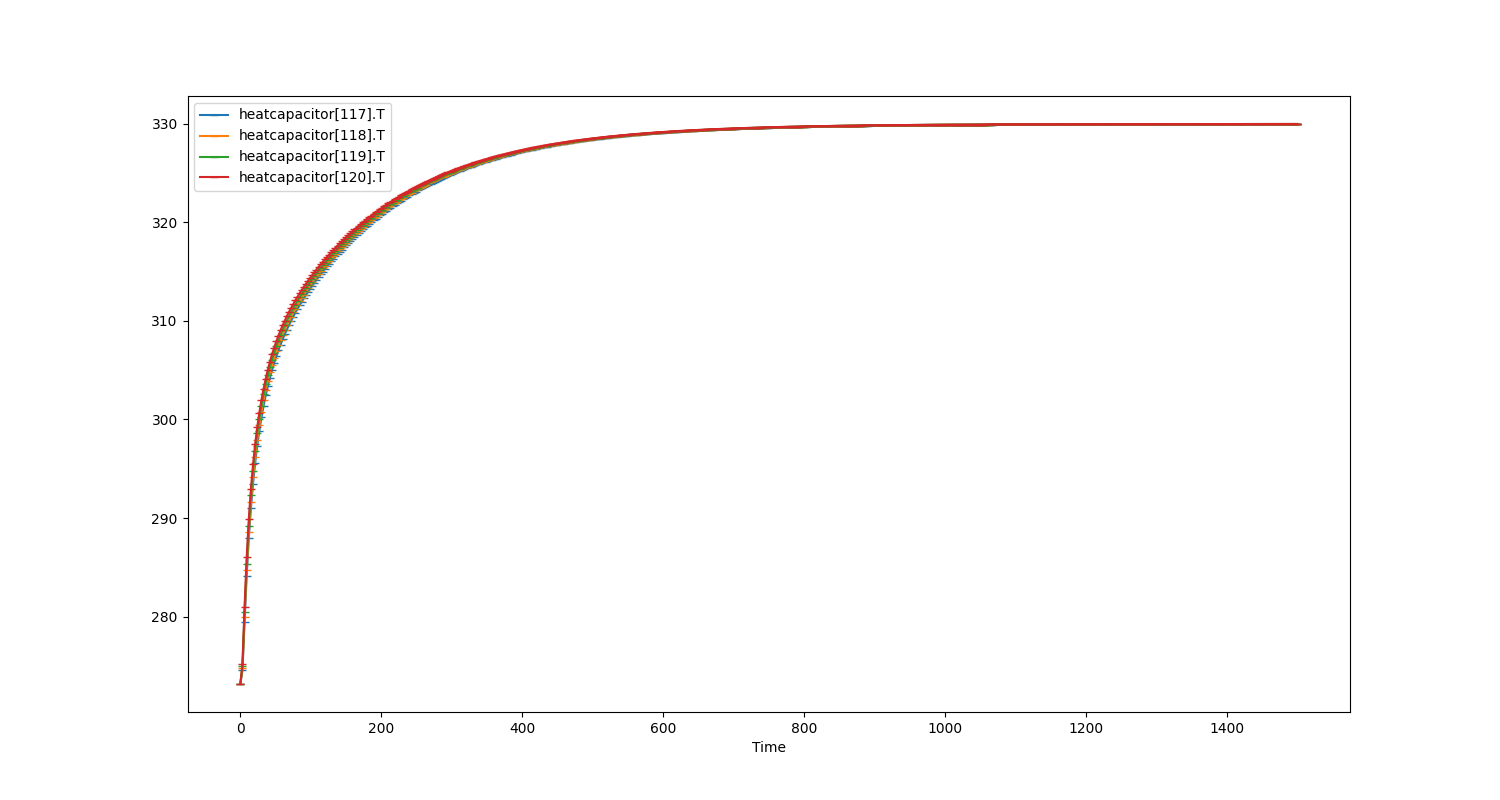 heatcapacitor[117].T
heatcapacitor[118].T
heatcapacitor[119].T
heatcapacitor[120].T
330
320
310
300
290
280
0 200 400 600 800 1000 1200 1400
Time